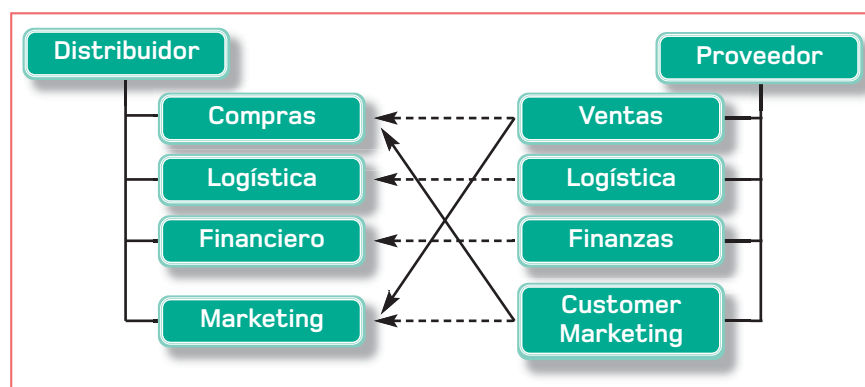 Distribuidor
Proveedor
Compras
Ventas
Logística
Logística
Financiero
Finanzas
Marketing
Customer
Marketing